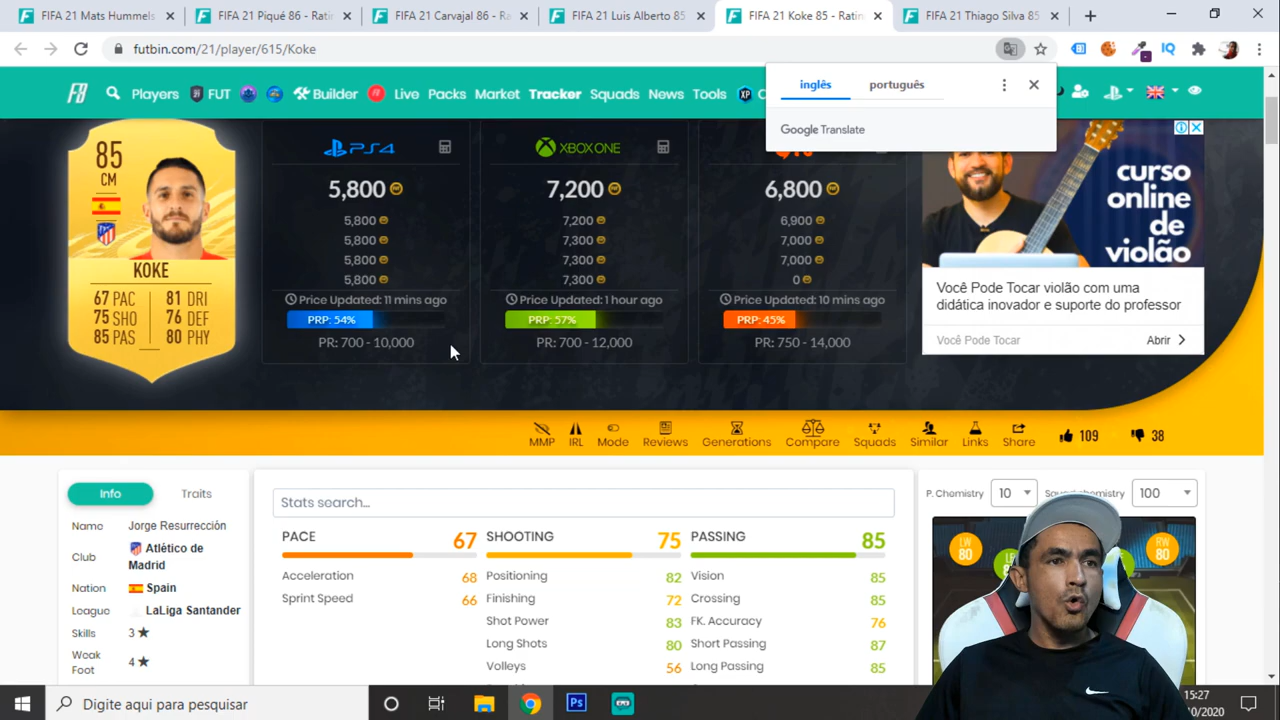 FIFA 21 Mats Hummels
FIFA 21 Piqué 86 - Ratin
FIFA 21 Carvajal 86 - Ra
FIFA 21 Luis Alberto 85
FIFA 21 Koke 85 - Ratin
FIFA 21 Thiago Silva 85
futbin.com/21/player/615/Koke
IQ
Players FUT Builder Live Packs Market Tracker Squads News Tools XP
inglês português
Google Translate
85
CM
KOKE
67 PAC 81 DRI
75 SHO 76 DEF
85 PAS 80 PHY
PS4
5,800
5,800
5,800
5,800
5,800
Price Updated: 11 mins ago
PRP: 54%
PR: 700 - 10,000
XBOX ONE
7,200
7,200
7,300
7,300
7,300
Price Updated: 1 hour ago
PRP: 57%
PR: 700 - 12,000
6,800
6,900
7,000
7,000
0
Price Updated: 10 mins ago
PRP: 45%
PR: 750 - 14,000
curso
online
de
violão
Você Pode Tocar violão com uma
didática inovador e suporte do professor
Você Pode Tocar
Abrir
MMP IRL Mode Reviews Generations Compare Squads Similar Links Share 109 38
Info Traits
Name Jorge Resurrección
Club Atlético de
Madrid
Nation Spain
League LaLiga Santander
Skills 3
Weak
Foot 4
Stats search...
PACE 67
Acceleration 68
Sprint Speed 66
SHOOTING 75
Positioning 82
Finishing 72
Shot Power 83
Long Shots 80
Volleys 56
PASSING 85
Vision 85
Crossing 85
FK. Accuracy 76
Short Passing 87
Long Passing 85
P. Chemistry 10
chemistry 100
LW
80
RW
80
Digite aqui para pesquisar
Ps
15:27
/10/2020